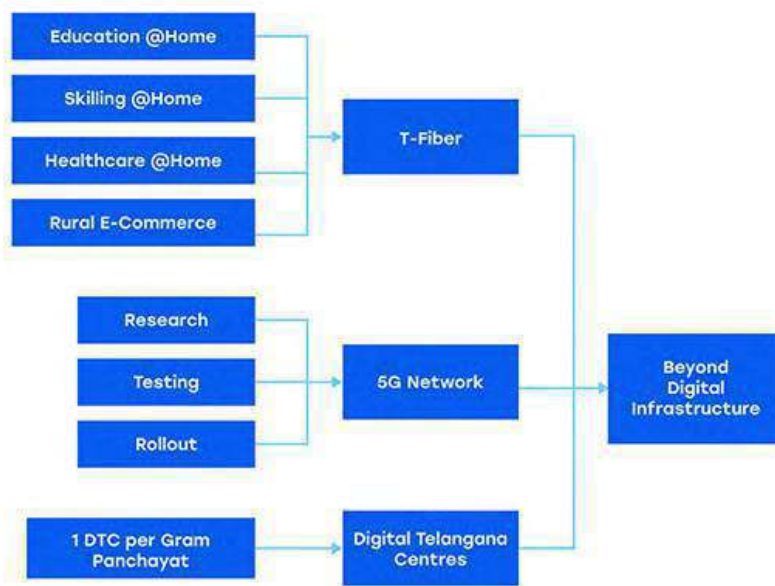 Education @Home
Skilling @Home
Healthcare @Home
Rural E-Commerce
T-Fiber
Research
Testing
Rollout
5G Network
1 DTC per Gram
Panchayat
Digital Telangana
Centres
Beyond
Digital
Infrastructure